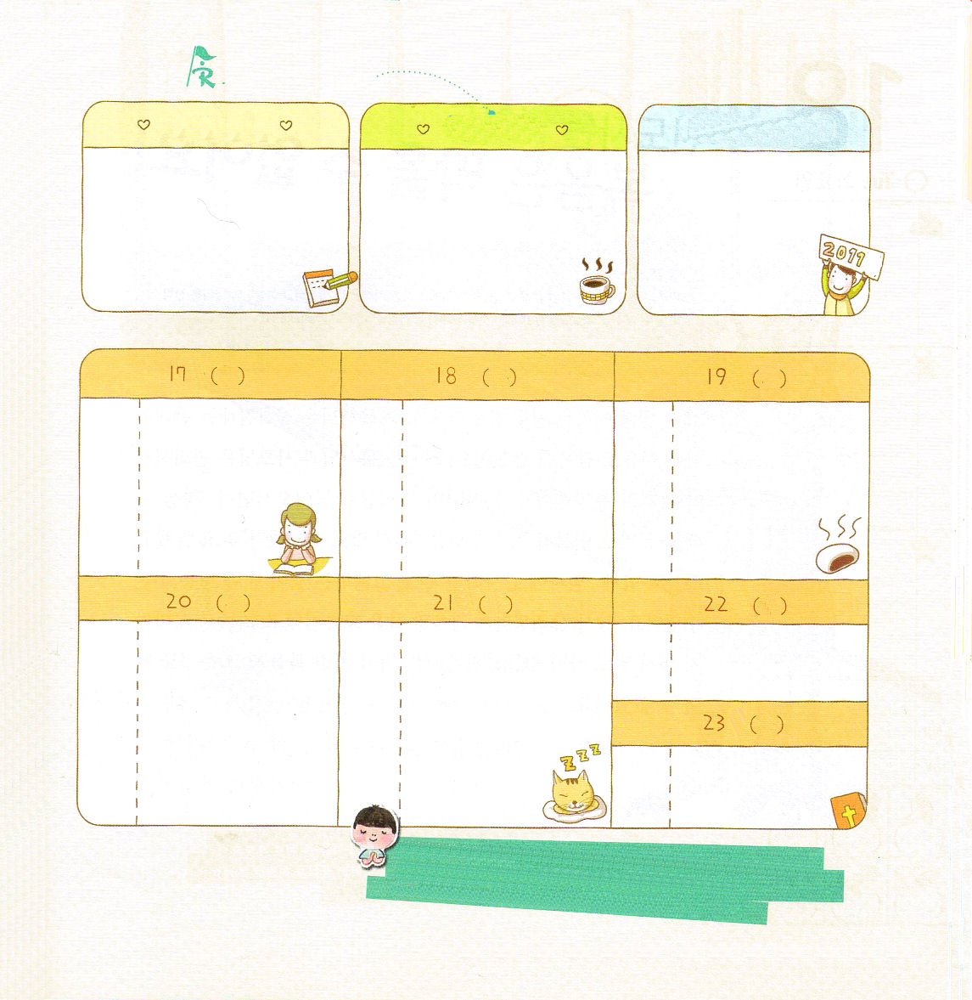 R
2011
17 ( )
18 ( )
19 ( )
20 ( )
21 ( )
22 ( )
23 ( )
z z z